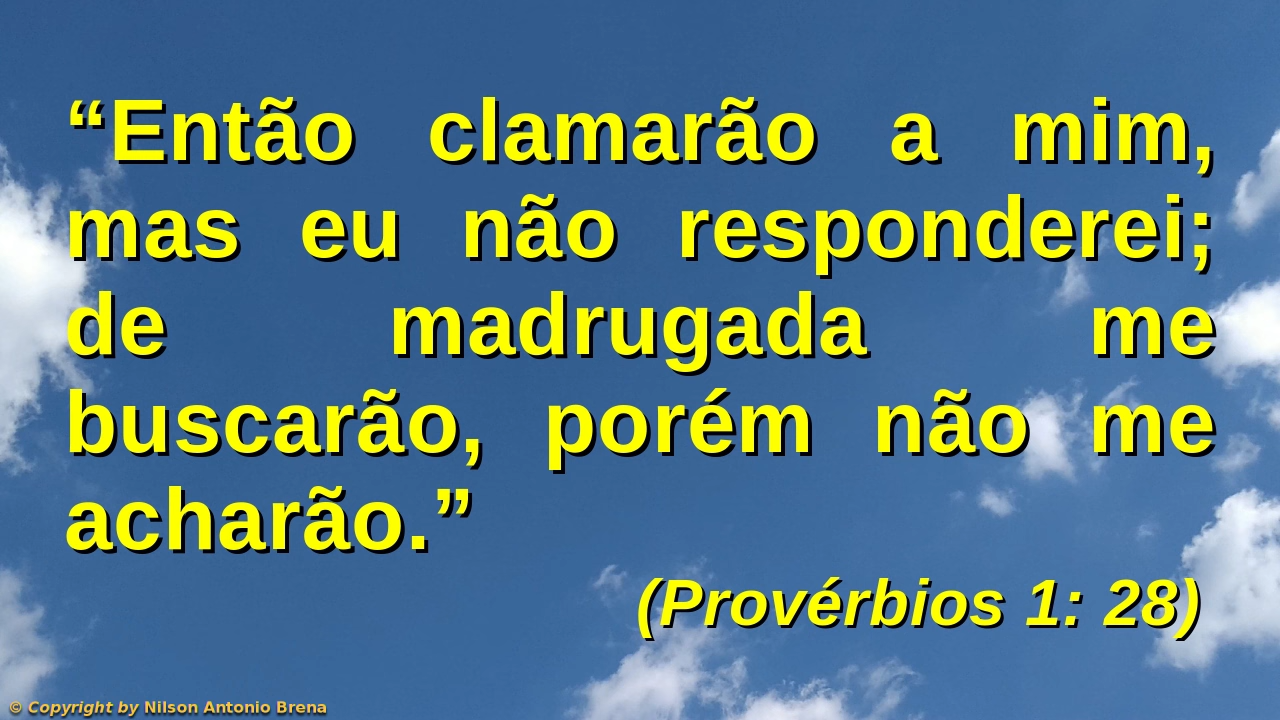 “Então clamarão a mim,
mas eu não responderei;
de madrugada me
buscarão, porém não me
acharão.”
(Provérbios 1: 28)
© Copyright by Nilson Antonio Brena